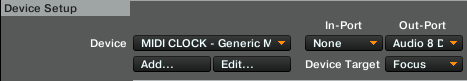 Device Setup
In-Port Out-Port
Device MIDI CLOCK - Generic M None Audio 8 D
Add... Edit... Device Target Focus